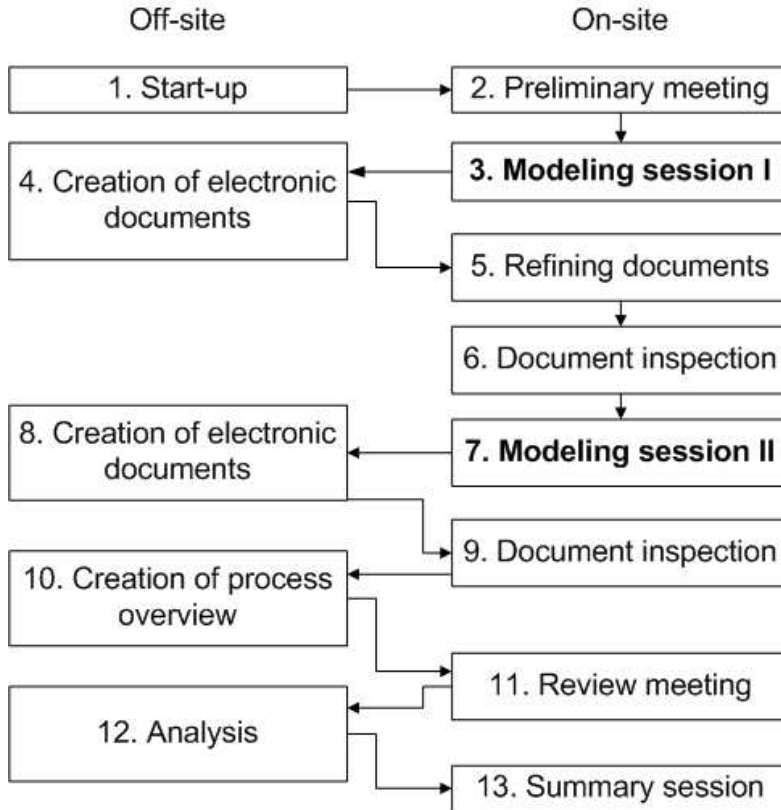 Off-site
On-site
1. Start-up
2. Preliminary meeting
3. Modeling session I
4. Creation of electronic
documents
5. Refining documents
6. Document inspection
7. Modeling session II
8. Creation of electronic
documents
9. Document inspection
10. Creation of process
overview
11. Review meeting
12. Analysis
13. Summary session